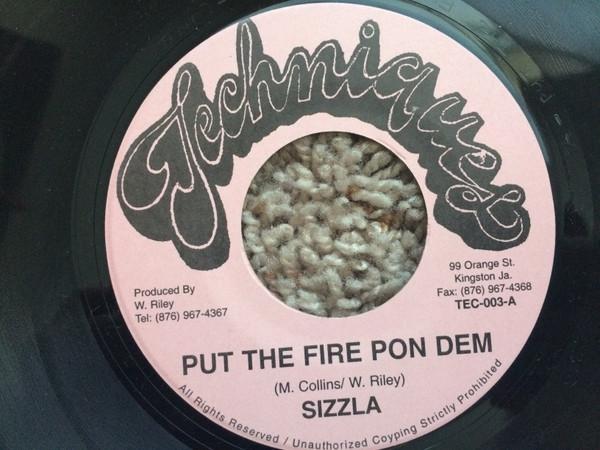 Techniques
Produced By
W. Riley
Tel: (876) 967-4367
99 Orange St.
Kingston Ja.
Fax: (876) 967-4368
TEC-003-A
PUT THE FIRE PON DEM
(M. Collins/ W. Riley)
SIZZLA
All Rights Reserved / Unauthorized Coyping Strictly Prohibited